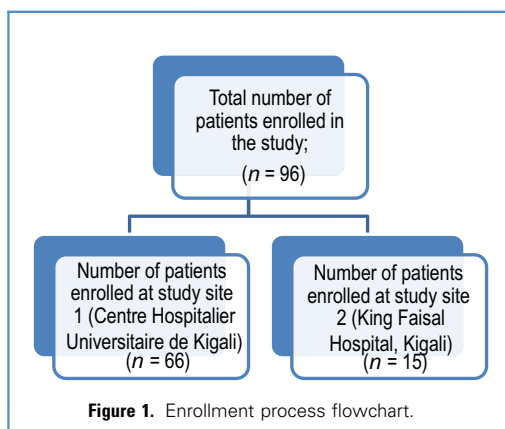 Total number of
patients enrolled in
the study;
(n = 96)
Number of patients
enrolled at study site
1 (Centre Hospitalier
Universitaire de Kigali)
(n = 66)
Number of patients
enrolled at study site
2 (King Faisal
Hospital, Kigali)
(n = 15)
Figure 1. Enrollment process flowchart.